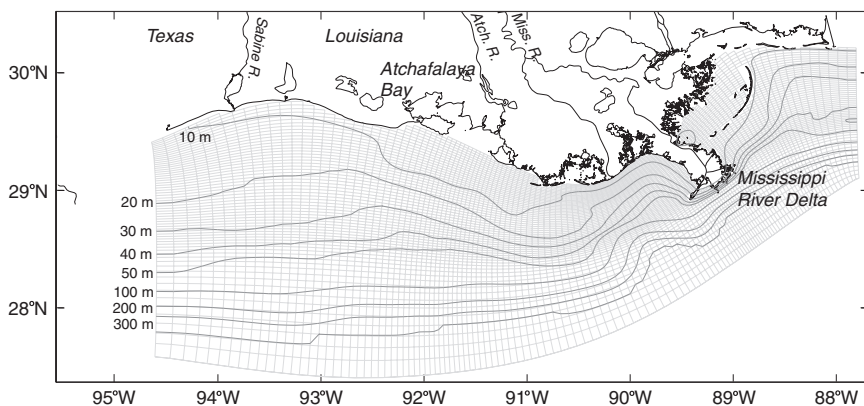 Texas
Sabine R.
Louisiana
Atch. R.
Miss. R.
Atchafalaya
Bay
30°N
10 m
29°N
Mississippi
River Delta
20 m
30 m
40 m
50 m
100 m
28°N
200 m
300 m
95°W 94°W 93°W 92°W 91°W 90°W 89°W 88°W